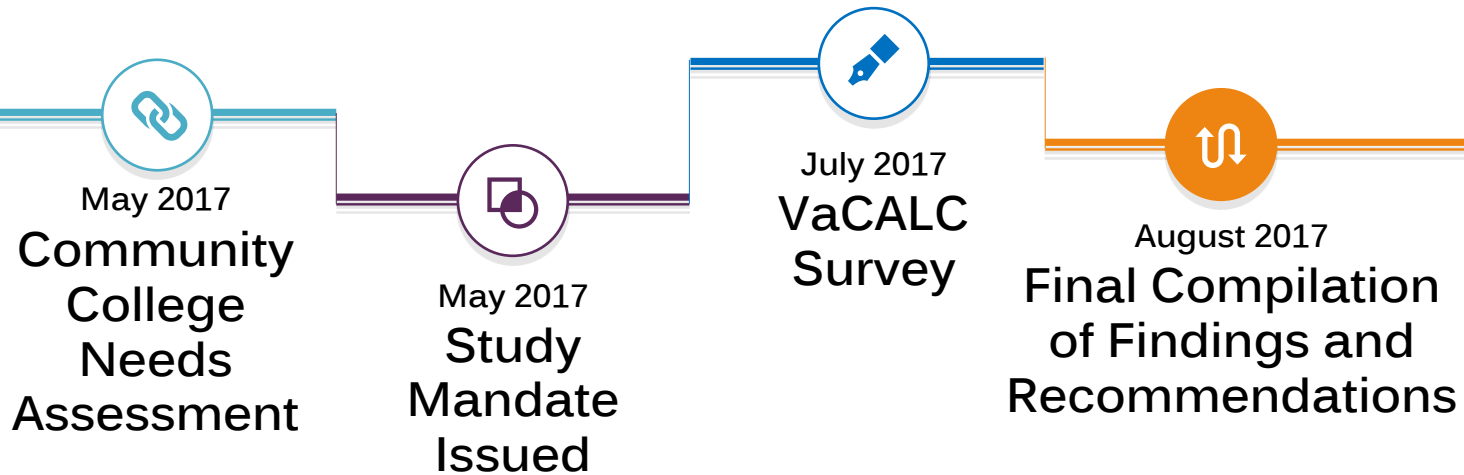 May 2017
Community
College
Needs
Assessment
May 2017
Study
Mandate
Issued
July 2017
VaCALC
Survey
August 2017
Final Compilation
of Findings and
Recommendations